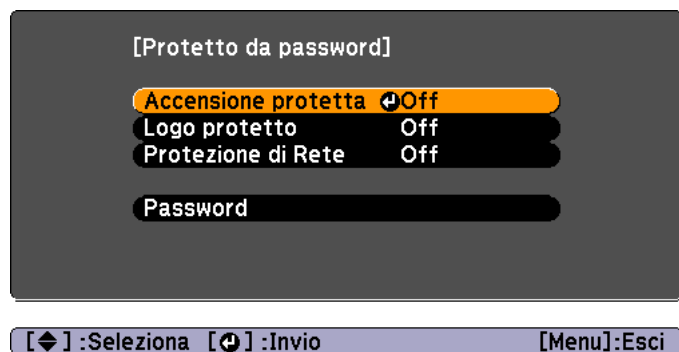 [Protetto da password]
Accensione protetta Off
Logo protetto Off
Protezione di Rete Off
Password
[ ] :Seleziona [ ] :Invio [Menu]:Esci